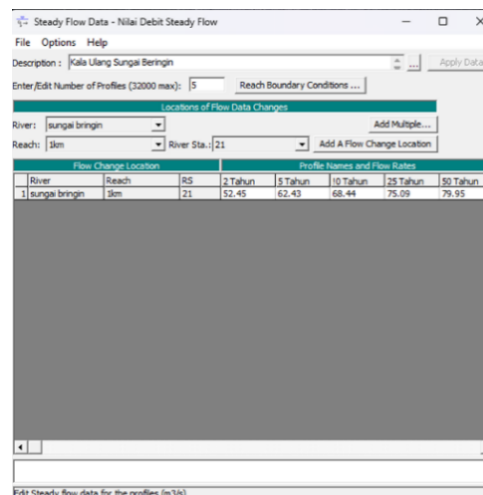 Steady Flow Data - Nilai Debit Steady Flow
File Options Help
Description : Kala Ulang Sungai Beringin ... Apply Data
Enter/Edit Number of Profiles (32000 max): 5 Reach Boundary Conditions ...
Locations of Flow Data Changes
River: sungai bringin Add Multiple...
Reach: 1km River Sta.: 21 Add A Flow Change Location
Flow Change Location Profile Names and Flow Rates
River Reach RS 2 Tahun 5 Tahun 10 Tahun 25 Tahun 50 Tahun
1 sungai bringin 1km 21 52.45 62.43 68.44 75.09 79.95
Edit Steady flow data for the profiles (m3/s)